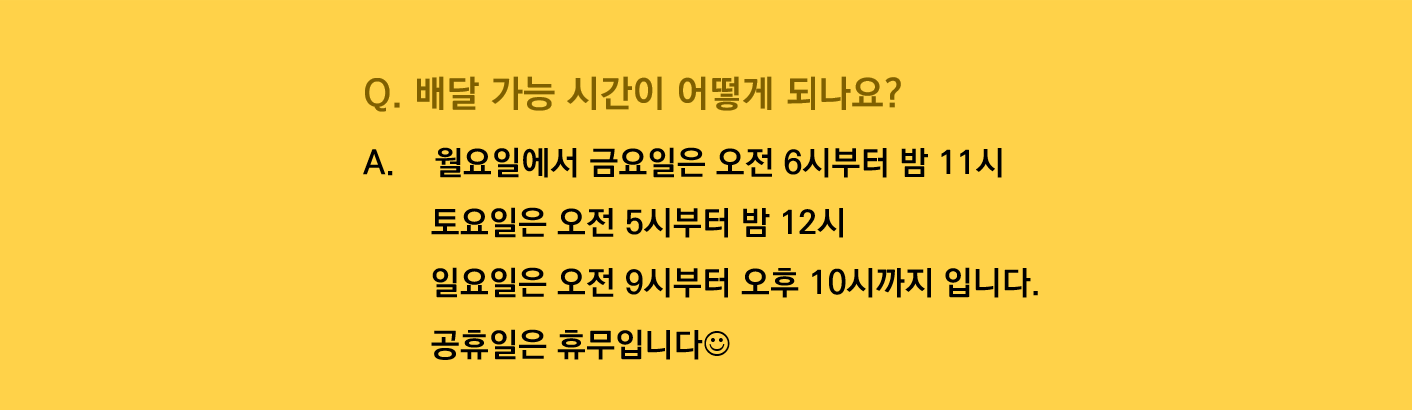 Q. 배달 가능 시간이 어떻게 되나요?
A. 월요일에서 금요일은 오전 6시부터 밤 11시
토요일은 오전 5시부터 밤 12시
일요일은 오전 9시부터 오후 10시까지 입니다.
공휴일은 휴무입니다☺